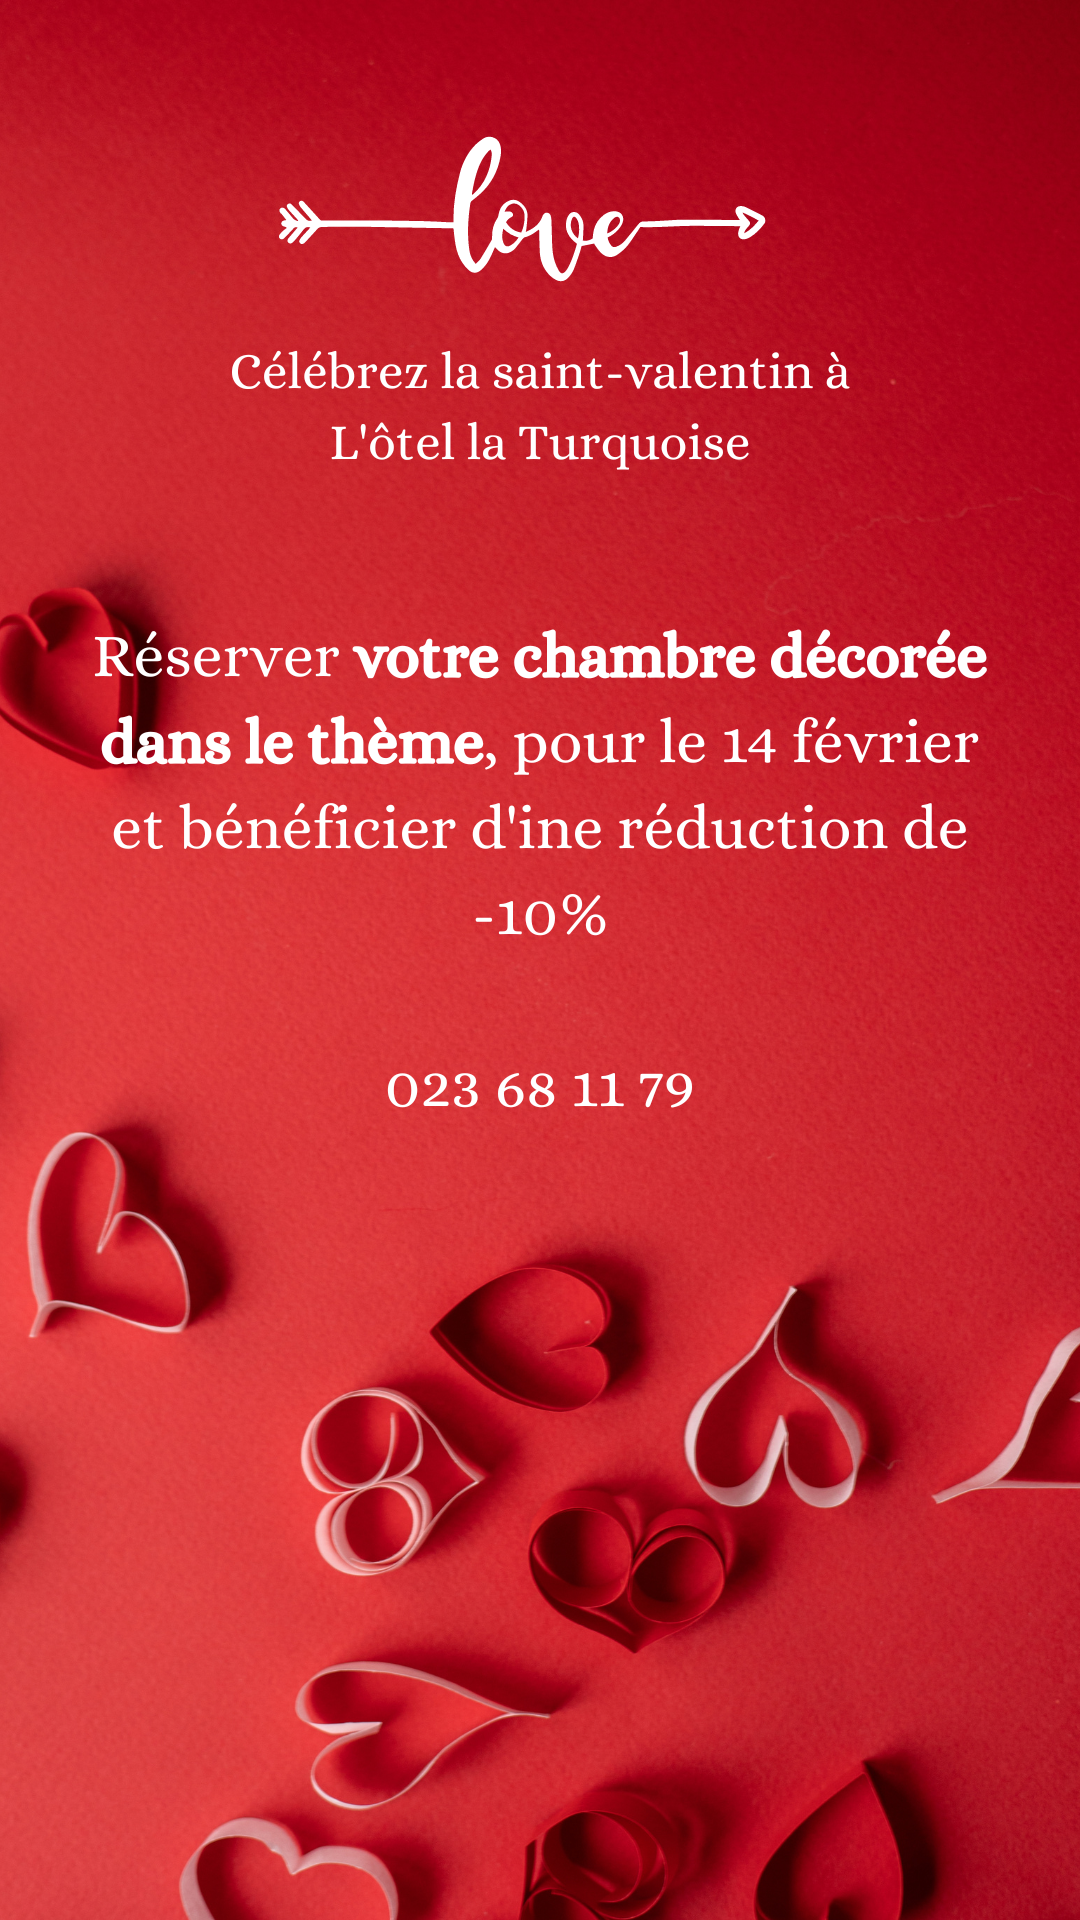 love
Célébrez la saint-valentin à
L'ôtel la Turquoise
Réserver votre chambre décorée
dans le thème, pour le 14 février
et bénéficier d'ine réduction de
-10%
023 68 11 79